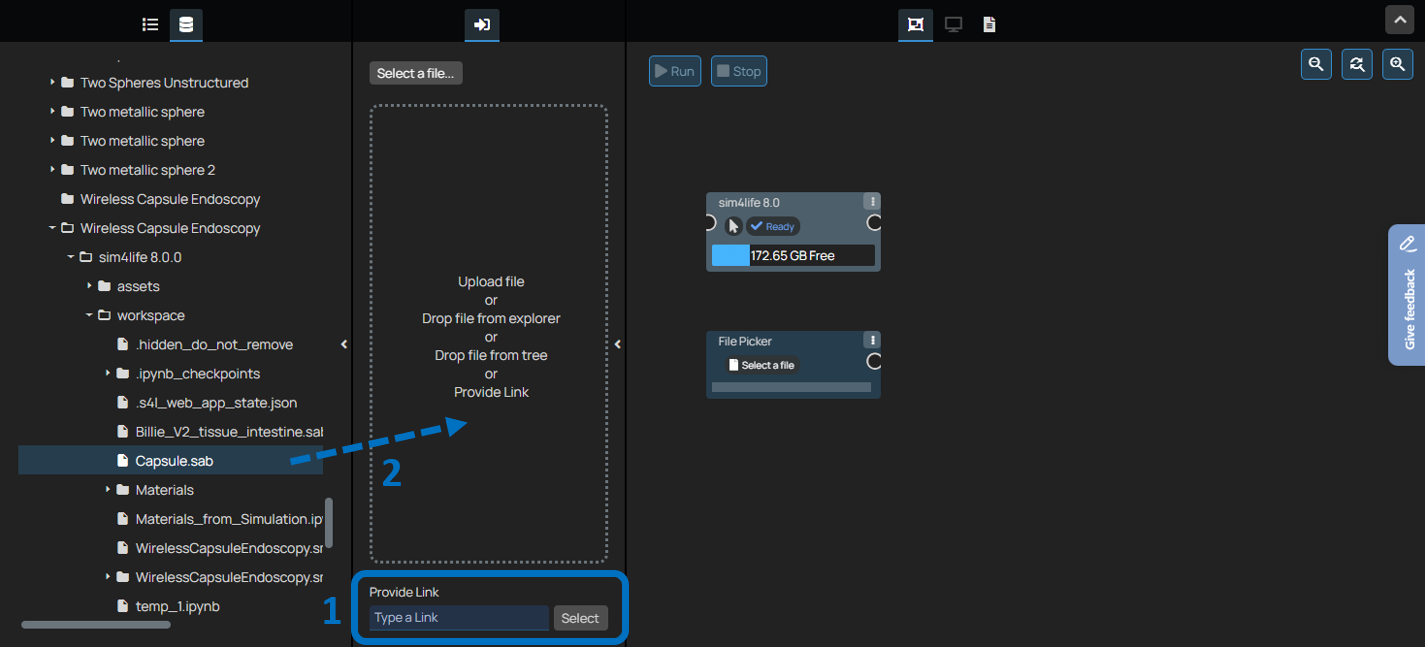 Two Spheres Unstructured
Two metallic sphere
Two metallic sphere
Two metallic sphere 2
Wireless Capsule Endoscopy
Wireless Capsule Endoscopy
sim4life 8.0.0
assets
workspace
.hidden_do_not_remove
.ipynb_checkpoints
.s4l_web_app_state.json
Billie_V2_tissue_intestine.sab
Capsule.sab
Materials
Materials_from_Simulation.ip
WirelessCapsuleEndoscopy.sm
WirelessCapsuleEndoscopy.sm
temp_1.ipynb
Select a file...
Upload file
or
Drop file from explorer
or
Drop file from tree
or
Provide Link
2
1
Provide Link
Type a Link
Select
Run
Stop
sim4life 8.0
Ready
172.65 GB Free
File Picker
Select a file
Give feedback